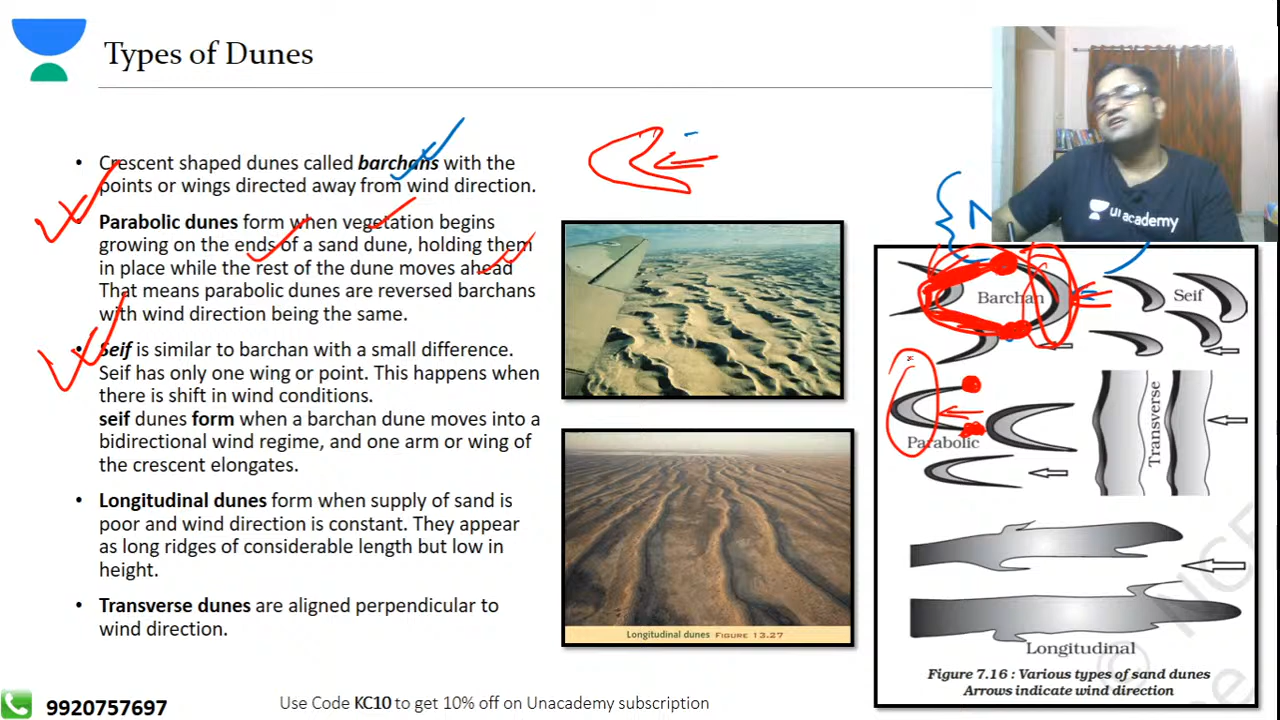 Types of Dunes
• Crescent shaped dunes called barchans with the
points or wings directed away from wind direction.
• Parabolic dunes form when vegetation begins
growing on the ends of a sand dune, holding them
in place while the rest of the dune moves ahead
That means parabolic dunes are reversed barchans
with wind direction being the same.
• Seif is similar to barchan with a small difference.
Seif has only one wing or point. This happens when
there is shift in wind conditions.
seif dunes form when a barchan dune moves into a
bidirectional wind regime, and one arm or wing of
the crescent elongates.
• Longitudinal dunes form when supply of sand is
poor and wind direction is constant. They appear
as long ridges of considerable length but low in
height.
• Transverse dunes are aligned perpendicular to
wind direction.
Longitudinal dunes FIGURE 13.27
unacademy
Barchan
Seif
Parabolic
Transverse
Longitudinal
Figure 7.16 : Various types of sand dunes
Arrows indicate wind direction
9920757697
Use Code KC10 to get 10% off on Unacademy subscription